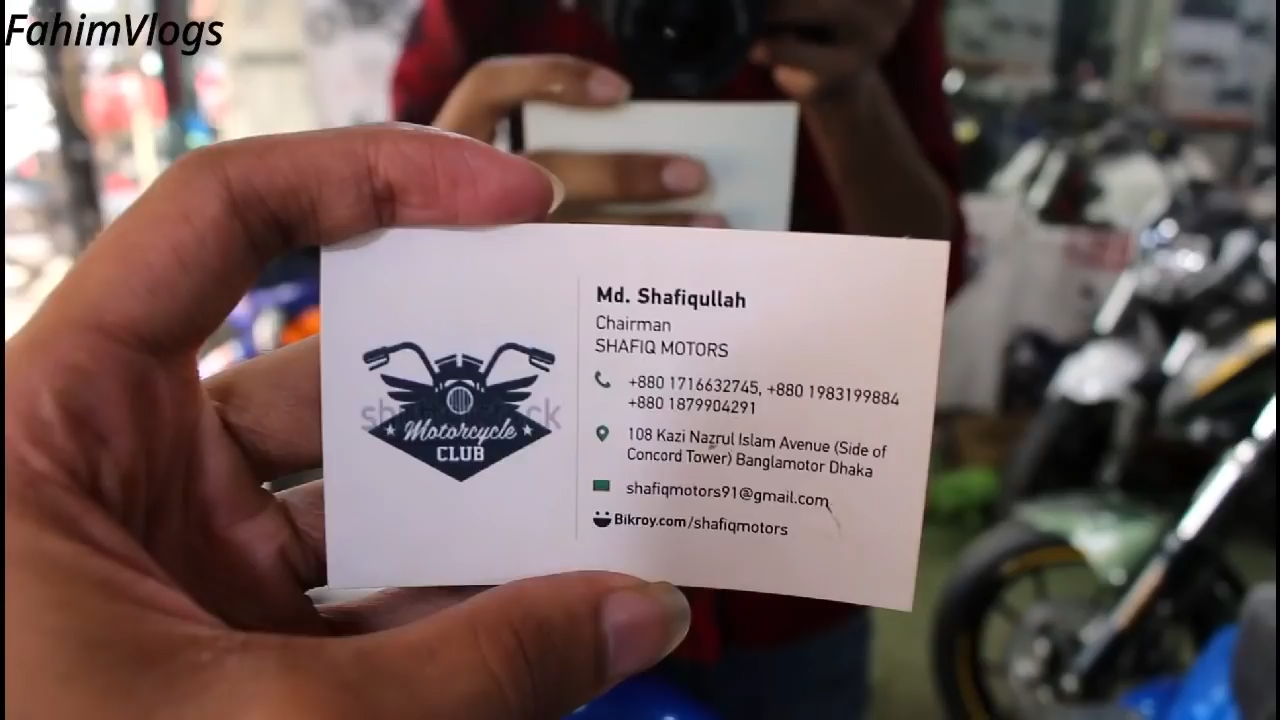 FahimVlogs
Md. Shafiqullah
Chairman
SHAFIQ MOTORS
+880 1716632745, +880 1983199884
+880 1879904291
108 Kazi Nazrul Islam Avenue (Side of
Concord Tower) Banglamotor Dhaka
shafiqmotors91@gmail.com
Bikroy.com/shafiqmotors
Motorcycle
CLUB